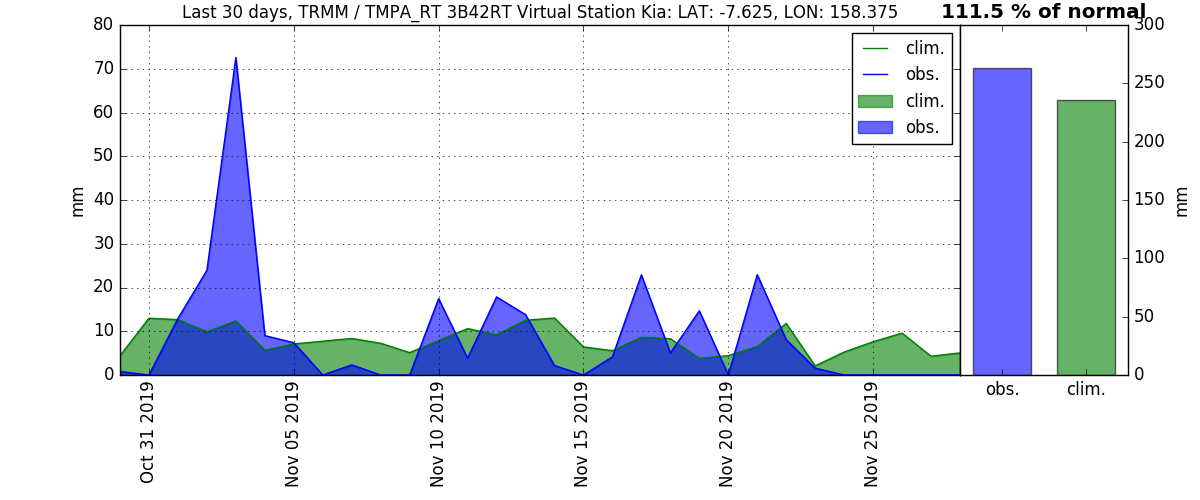 Last 30 days, TRMM / TMPA_RT 3B42RT Virtual Station Kia: LAT: -7.625, LON: 158.375
111.5 % of normal
80
70
60
50
40
30
20
10
0
mm
clim.
obs.
clim.
obs.
Oct 31 2019
Nov 05 2019
Nov 10 2019
Nov 15 2019
Nov 20 2019
Nov 25 2019
300
250
200
150
100
50
0
mm
obs.
clim.